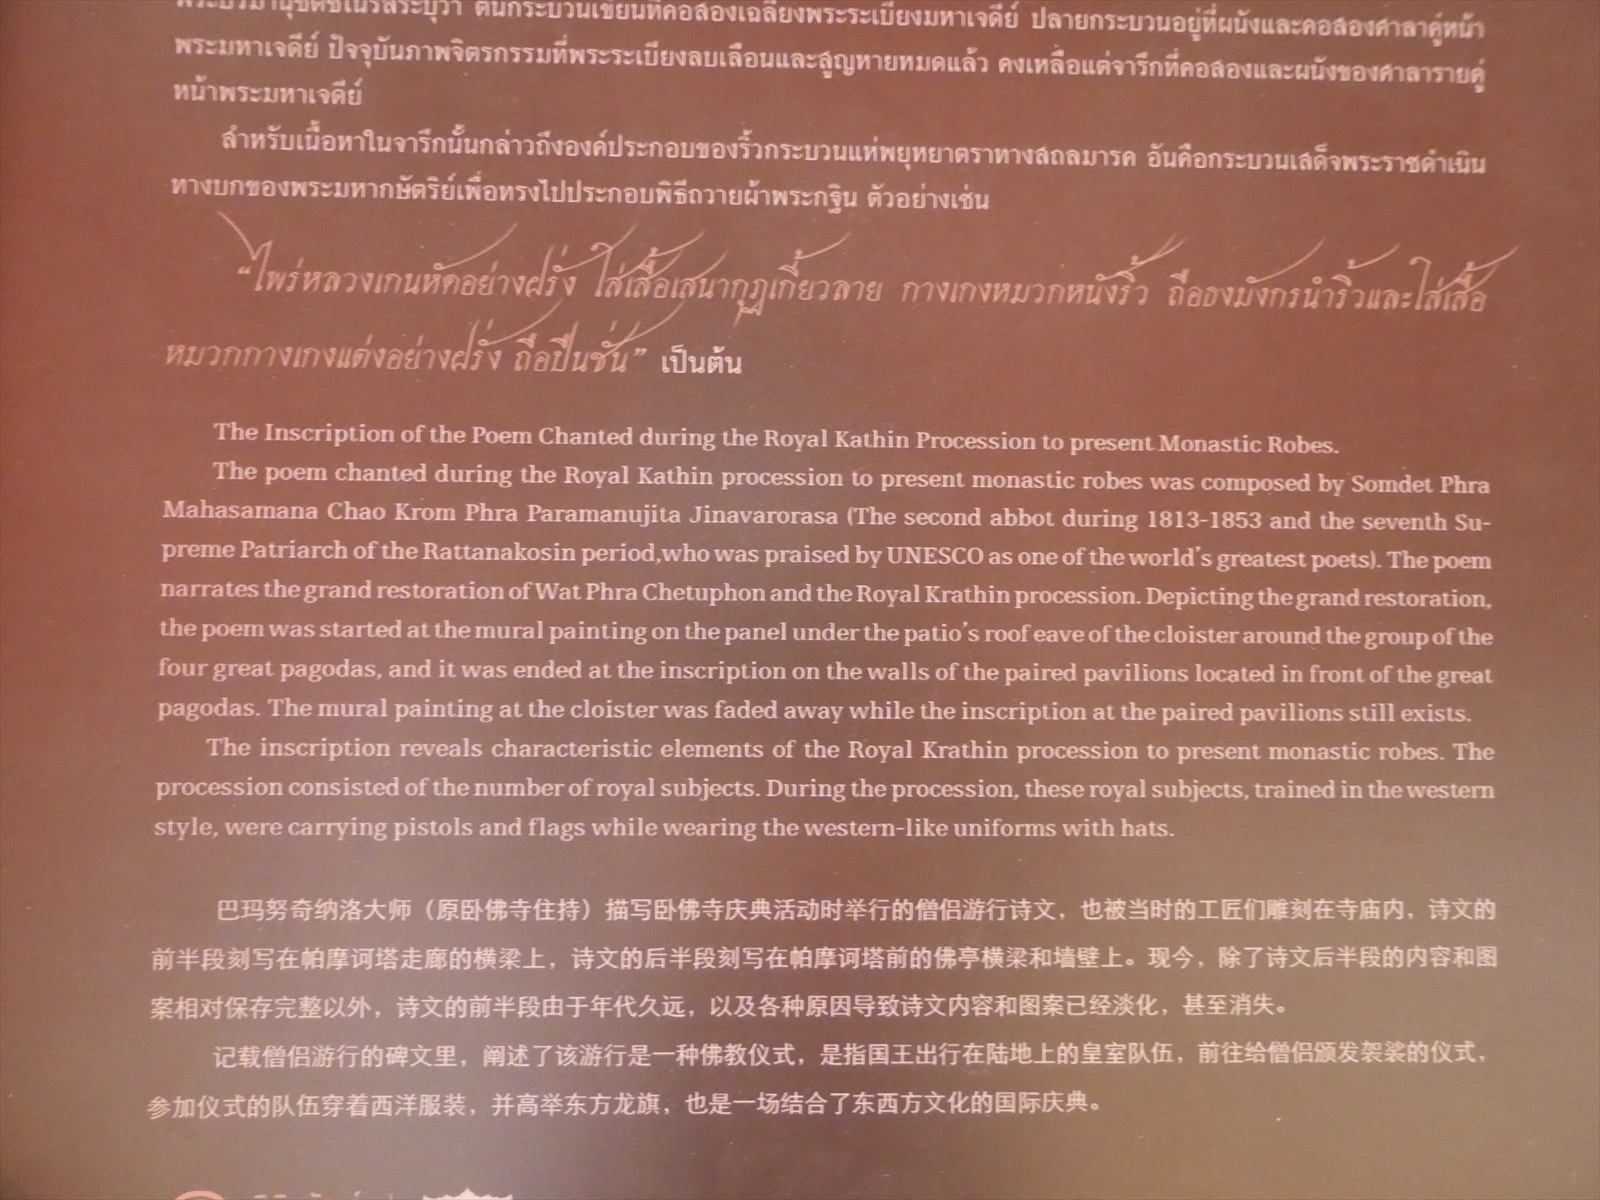 พระปรมานุชิตชิโนรสระบุว่า ต้นกระบวนเขียนที่คอสองเฉลียงพระระเบียงมหาเจดีย์ ปลายกระบวนอยู่ที่ผนังและคอสองศาลาคู่หน้า
พระมหาเจดีย์ ปัจจุบันภาพจิตรกรรมที่พระระเบียงลบเลือนและสูญหายหมดแล้ว คงเหลือแต่จารึกที่คอสองและผนังของศาลารายคู่
หน้าพระมหาเจดีย์
สำหรับเนื้อหาในจารึกนั้นกล่าวถึงองค์ประกอบของริ้วกระบวนแห่พยุหยาตราทางสถลมารค อันคือกระบวนเสด็จพระราชดำเนิน
ทางบกของพระมหากษัตริย์เพื่อทรงไปประกอบพิธีถวายผ้าพระกฐิน ตัวอย่างเช่น
“ไพร่หลวงเกนหัดอย่างฝรั่ง ใส่เสื้อเสนากุฎเกี้ยวลาย กางเกงหมวกหนังริ้ว ถือธงมังกรนำริ้วและใส่เสื้อ
หมวกกางเกงแต่งอย่างฝรั่ง ถือปืนชั่น” เป็นต้น
The Inscription of the Poem Chanted during the Royal Kathin Procession to present Monastic Robes.
The poem chanted during the Royal Kathin procession to present monastic robes was composed by Somdet Phra
Mahasamana Chao Krom Phra Paramanujita Jinavarorasa (The second abbot during 1813-1853 and the seventh Su-
preme Patriarch of the Rattanakosin period,who was praised by UNESCO as one of the world's greatest poets). The poem
narrates the grand restoration of Wat Phra Chetuphon and the Royal Krathin procession. Depicting the grand restoration,
the poem was started at the mural painting on the panel under the patio's roof eave of the cloister around the group of the
four great pagodas, and it was ended at the inscription on the walls of the paired pavilions located in front of the great
pagodas. The mural painting at the cloister was faded away while the inscription at the paired pavilions still exists.
The inscription reveals characteristic elements of the Royal Krathin procession to present monastic robes. The
procession consisted of the number of royal subjects. During the procession, these royal subjects, trained in the western
style, were carrying pistols and flags while wearing the western-like uniforms with hats.
巴玛努奇纳洛大师（原卧佛寺住持）描写卧佛寺庆典活动时举行的僧侣游行诗文，也被当时的工匠们雕刻在寺庙内，诗文的
前半段刻写在帕摩诃塔走廊的横梁上，诗文的后半段刻写在帕摩诃塔前的佛亭横梁和墙壁上。现今，除了诗文后半段的内容和图
案相对保存完整以外，诗文的前半段由于年代久远，以及各种原因导致诗文内容和图案已经淡化，甚至消失。
记载僧侣游行的碑文里，阐述了该游行是一种佛教仪式，是指国王出行在陆地上的皇室队伍，前往给僧侣颁发袈裟的仪式，
参加仪式的队伍穿着西洋服装，并高举东方龙旗，也是一场结合了东西方文化的国际庆典。